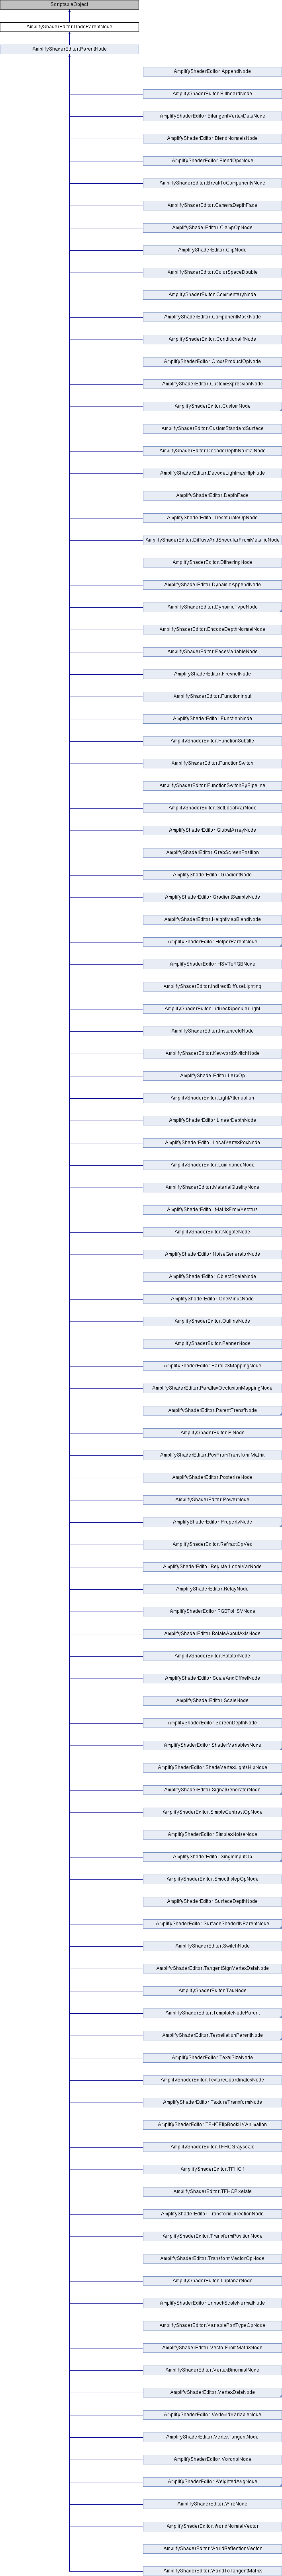 ScriptableObject
AmplifyShaderEditor.UndoParentNode
AmplifyShaderEditor.ParentNode
AmplifyShaderEditor.AppendNode
AmplifyShaderEditor.BillboardNode
AmplifyShaderEditor.BitangentVertexDataNode
AmplifyShaderEditor.BlendNormalsNode
AmplifyShaderEditor.BlendOpsNode
AmplifyShaderEditor.BreakToComponentsNode
AmplifyShaderEditor.CameraDepthFade
AmplifyShaderEditor.ClampOpNode
AmplifyShaderEditor.ClipNode
AmplifyShaderEditor.ColorSpaceDouble
AmplifyShaderEditor.CommentaryNode
AmplifyShaderEditor.ComponentMaskNode
AmplifyShaderEditor.ConditionalIfNode
AmplifyShaderEditor.CrossProductOpNode
AmplifyShaderEditor.CustomExpressionNode
AmplifyShaderEditor.CustomNode
AmplifyShaderEditor.CustomStandardSurface
AmplifyShaderEditor.DecodeDepthNormalNode
AmplifyShaderEditor.DecodeLightmapHlpNode
AmplifyShaderEditor.DepthFade
AmplifyShaderEditor.DesaturateOpNode
AmplifyShaderEditor.DiffuseAndSpecularFromMetallicNode
AmplifyShaderEditor.DitheringNode
AmplifyShaderEditor.DynamicAppendNode
AmplifyShaderEditor.DynamicTypeNode
AmplifyShaderEditor.EncodeDepthNormalNode
AmplifyShaderEditor.FaceVariableNode
AmplifyShaderEditor.FresnelNode
AmplifyShaderEditor.FunctionInput
AmplifyShaderEditor.FunctionNode
AmplifyShaderEditor.FunctionSubtitle
AmplifyShaderEditor.FunctionSwitch
AmplifyShaderEditor.FunctionSwitchByPipeline
AmplifyShaderEditor.GetLocalVarNode
AmplifyShaderEditor.GlobalArrayNode
AmplifyShaderEditor.GrabScreenPosition
AmplifyShaderEditor.GradientNode
AmplifyShaderEditor.GradientSampleNode
AmplifyShaderEditor.HeightMapBlendNode
AmplifyShaderEditor.HelperParentNode
AmplifyShaderEditor.HSVToRGBNode
AmplifyShaderEditor.IndirectDiffuseLighting
AmplifyShaderEditor.IndirectSpecularLight
AmplifyShaderEditor.InstanceIdNode
AmplifyShaderEditor.KeywordSwitchNode
AmplifyShaderEditor.LerpOp
AmplifyShaderEditor.LightAttenuation
AmplifyShaderEditor.LinearDepthNode
AmplifyShaderEditor.LocalVertexPosNode
AmplifyShaderEditor.LuminanceNode
AmplifyShaderEditor.MaterialQualityNode
AmplifyShaderEditor.MatrixFromVectors
AmplifyShaderEditor.NegateNode
AmplifyShaderEditor.NoiseGeneratorNode
AmplifyShaderEditor.ObjectScaleNode
AmplifyShaderEditor.OneMinusNode
AmplifyShaderEditor.OutlineNode
AmplifyShaderEditor.PannerNode
AmplifyShaderEditor.ParallaxMappingNode
AmplifyShaderEditor.ParallaxOcclusionMappingNode
AmplifyShaderEditor.ParentTransfNode
AmplifyShaderEditor.PiNode
AmplifyShaderEditor.PosFromTransformMatrix
AmplifyShaderEditor.PosterizeNode
AmplifyShaderEditor.PowerNode
AmplifyShaderEditor.PropertyNode
AmplifyShaderEditor.RefractOpVec
AmplifyShaderEditor.RegisterLocalVarNode
AmplifyShaderEditor.RelayNode
AmplifyShaderEditor.RGBToHSVNode
AmplifyShaderEditor.RotateAboutAxisNode
AmplifyShaderEditor.RotatorNode
AmplifyShaderEditor.ScaleAndOffsetNode
AmplifyShaderEditor.ScaleNode
AmplifyShaderEditor.ScreenDepthNode
AmplifyShaderEditor.ShaderVariablesNode
AmplifyShaderEditor.ShadeVertexLightsHlpNode
AmplifyShaderEditor.SignalGeneratorNode
AmplifyShaderEditor.SimpleContrastOpNode
AmplifyShaderEditor.SimplexNoiseNode
AmplifyShaderEditor.SingleInputOp
AmplifyShaderEditor.SmoothstepOpNode
AmplifyShaderEditor.SurfaceDepthNode
AmplifyShaderEditor.SurfaceShaderINParentNode
AmplifyShaderEditor.SwitchNode
AmplifyShaderEditor.TangentSignVertexDataNode
AmplifyShaderEditor.TauNode
AmplifyShaderEditor.TemplateNodeParent
AmplifyShaderEditor.TessellationParentNode
AmplifyShaderEditor.TexelSizeNode
AmplifyShaderEditor.TextureCoordinatesNode
AmplifyShaderEditor.TextureTransformNode
AmplifyShaderEditor.TFHCFlipBookUVAnimation
AmplifyShaderEditor.TFHCGrayscale
AmplifyShaderEditor.TFHCIf
AmplifyShaderEditor.TFHCPixelate
AmplifyShaderEditor.TransformDirectionNode
AmplifyShaderEditor.TransformPositionNode
AmplifyShaderEditor.TransformVectorOpNode
AmplifyShaderEditor.TriplanarNode
AmplifyShaderEditor.UnpackScaleNormalNode
AmplifyShaderEditor.VariablePortTypeOpNode
AmplifyShaderEditor.VectorFromMatrixNode
AmplifyShaderEditor.VertexBinormalNode
AmplifyShaderEditor.VertexDataNode
AmplifyShaderEditor.VertexIdVariableNode
AmplifyShaderEditor.VertexTangentNode
AmplifyShaderEditor.VoronoiNode
AmplifyShaderEditor.WeightedAvgNode
AmplifyShaderEditor.WireNode
AmplifyShaderEditor.WorldNormalVector
AmplifyShaderEditor.WorldReflectionVector
AmplifyShaderEditor.WorldToTangentMatrix